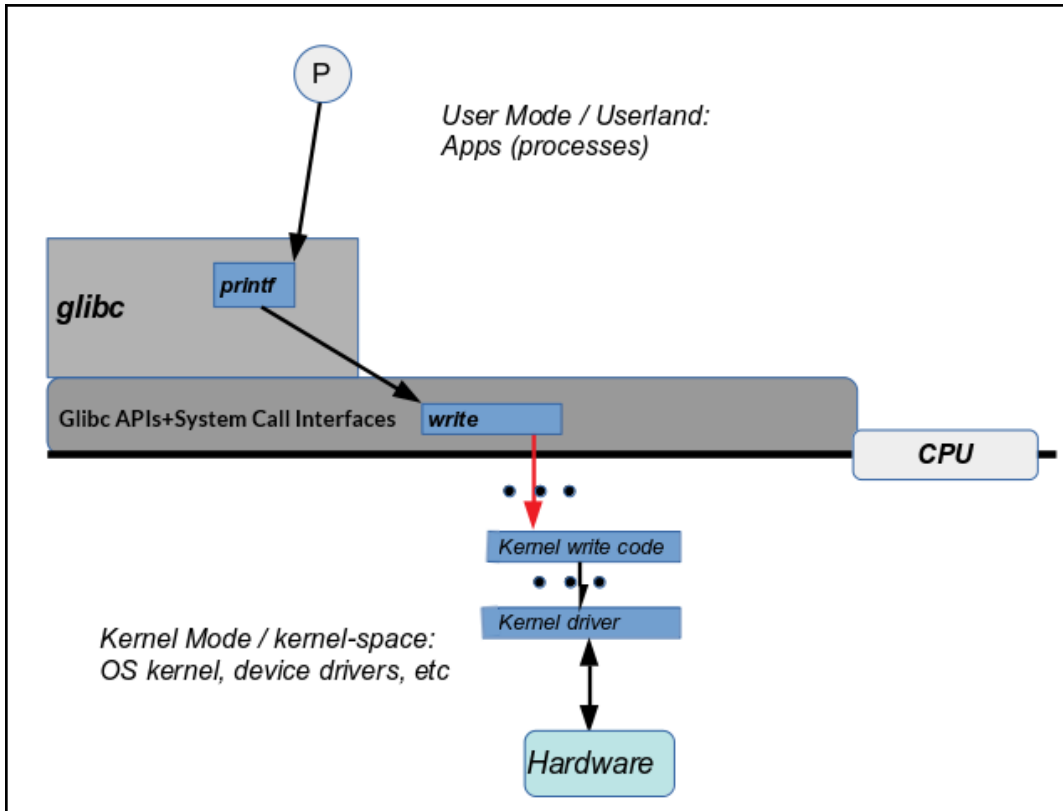 P
User Mode / Userland:
Apps (processes)
printf
glibc
Glibc APIs+System Call Interfaces
write
CPU
Kernel write code
Kernel driver
Kernel Mode / kernel-space:
OS kernel, device drivers, etc
Hardware